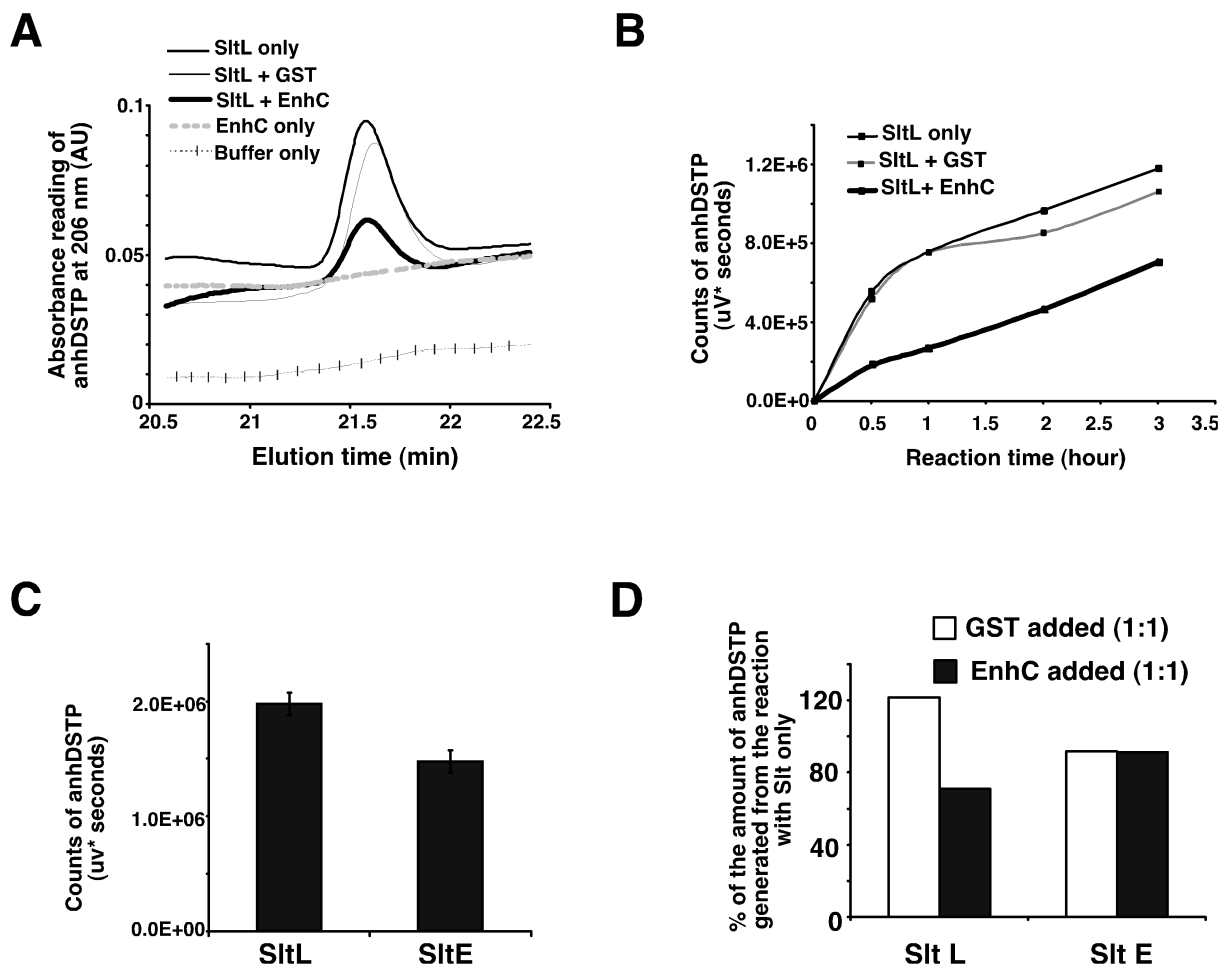 A
SltL only
SltL + GST
SltL + EnhC
EnhC only
Buffer only
Absorbance reading of
anhDSTP at 206 nm (AU)
0.1
0.05
0
20.5
21
21.5
22
22.5
Elution time (min)
B
SltL only
SltL + GST
SltL+ EnhC
Counts of anhDSTP
(uV* seconds)
1.2E+6
8.0E+5
4.0E+5
0.0E+0
0
0.5
1
1.5
2
2.5
3
3.5
Reaction time (hour)
C
Counts of anhDSTP
(uv* seconds)
2.0E+06
1.0E+06
0.0E+00
SltL
SltE
D
GST added (1:1)
EnhC added (1:1)
% of the amount of anhDSTP
generated from the reaction
with Slt only
120
80
40
0
Slt L
Slt E